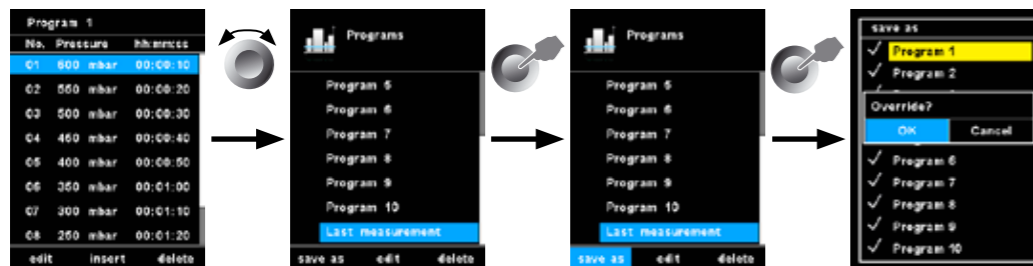 Program 1
No. Pressure hh:mm:ss
01 600 mbar 00:00:10
02 550 mbar 00:00:20
03 500 mbar 00:00:30
04 450 mbar 00:00:40
05 400 mbar 00:00:50
06 350 mbar 00:01:00
07 300 mbar 00:01:10
08 250 mbar 00:01:20
edit insert delete
Programs
Program 5
Program 6
Program 7
Program 8
Program 9
Program 10
Last measurement
save as edit delete
Programs
Program 5
Program 6
Program 7
Program 8
Program 9
Program 10
Last measurement
save as edit delete
save as
Program 1
Program 2
Override?
OK Cancel
Program 6
Program 7
Program 8
Program 9
Program 10